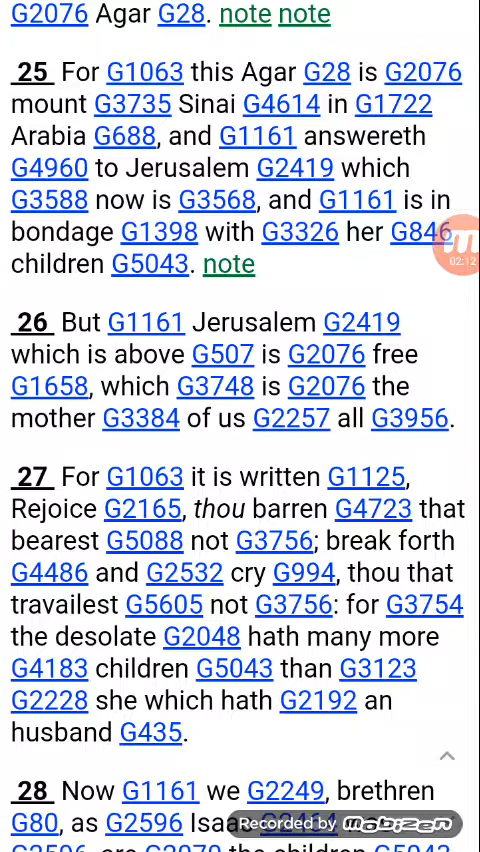 G2076 Agar G28. note note
25 For G1063 this Agar G28 is G2076
mount G3735 Sinai G4614 in G1722
Arabia G688, and G1161 answereth
G4960 to Jerusalem G2419 which
G3588 now is G3568, and G1161 is in
bondage G1398 with G3326 her G846
children G5043. note
02:12
26 But G1161 Jerusalem G2419
which is above G507 is G2076 free
G1658, which G3748 is G2076 the
mother G3384 of us G2257 all G3956.
27 For G1063 it is written G1125,
Rejoice G2165, thou barren G4723 that
bearest G5088 not G3756; break forth
G4486 and G2532 cry G994, thou that
travailest G5605 not G3756: for G3754
the desolate G2048 hath many more
G4183 children G5043 than G3123
G2228 she which hath G2192 an
husband G435.
28 Now G1161 we G2249, brethren
G80, as G2596
Recorded by Mobizen